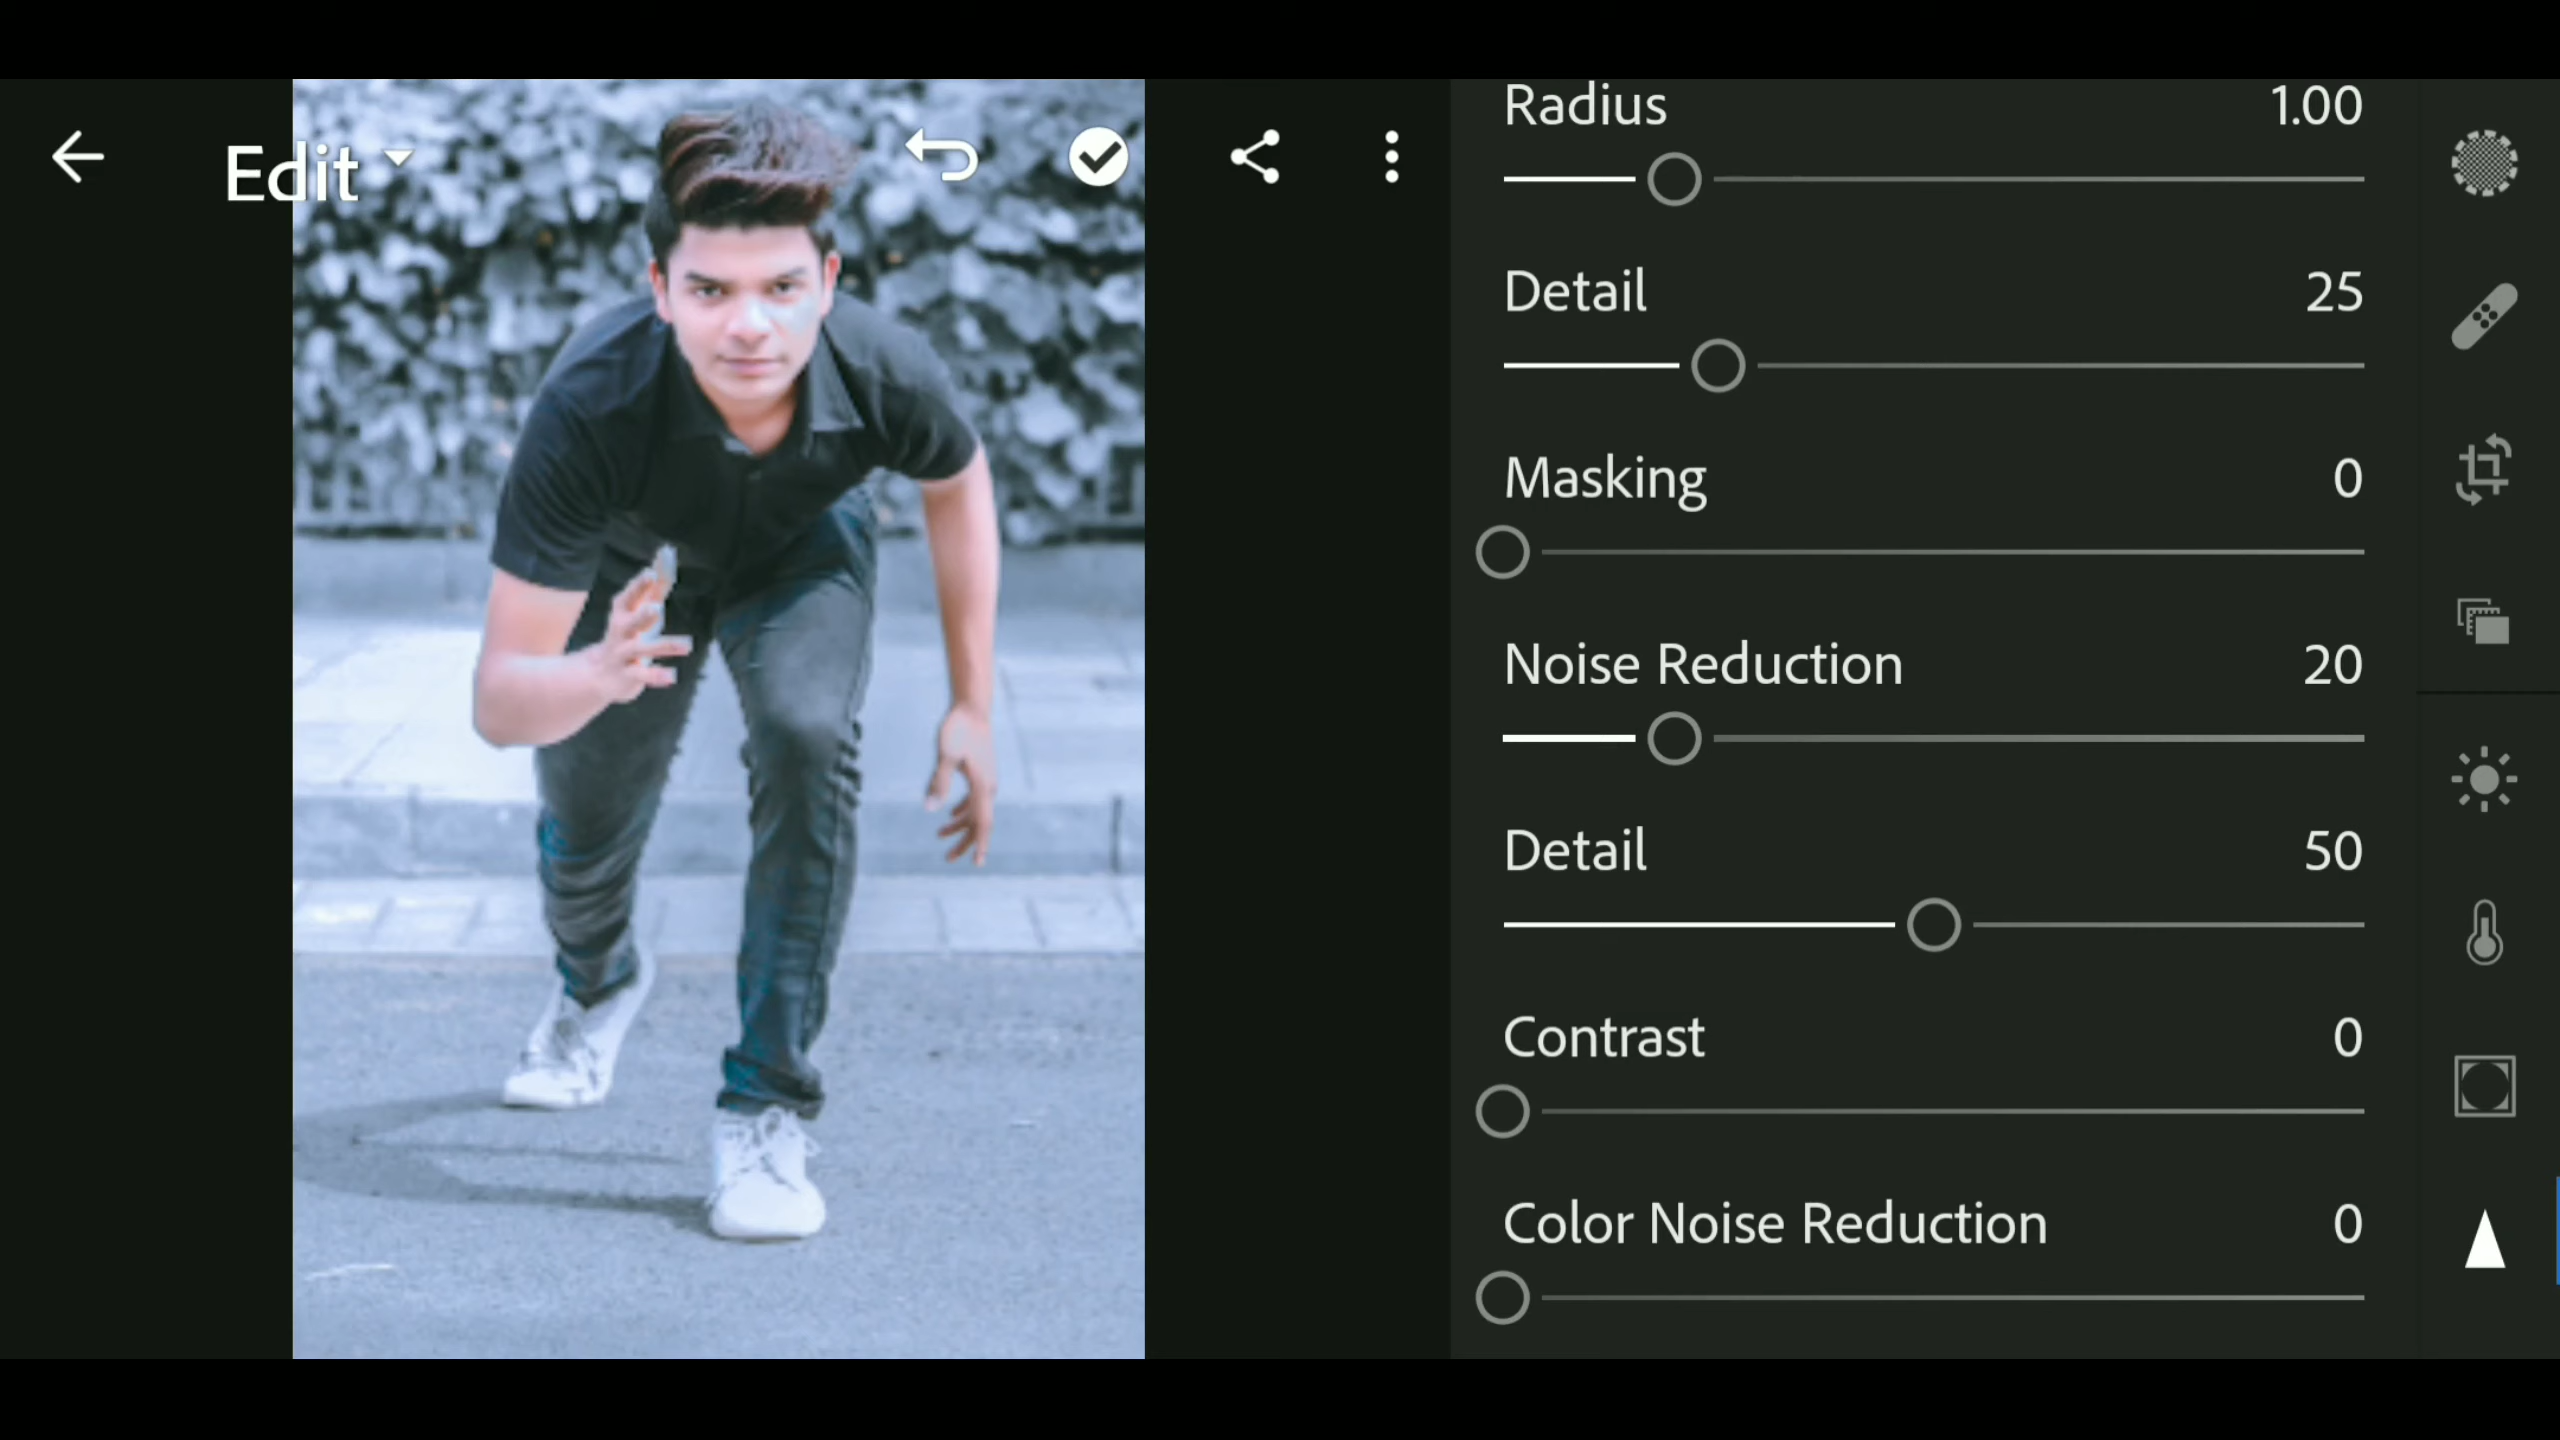 Edit
Radius 1.00
Detail 25
Masking 0
Noise Reduction 20
Detail 50
Contrast 0
Color Noise Reduction 0